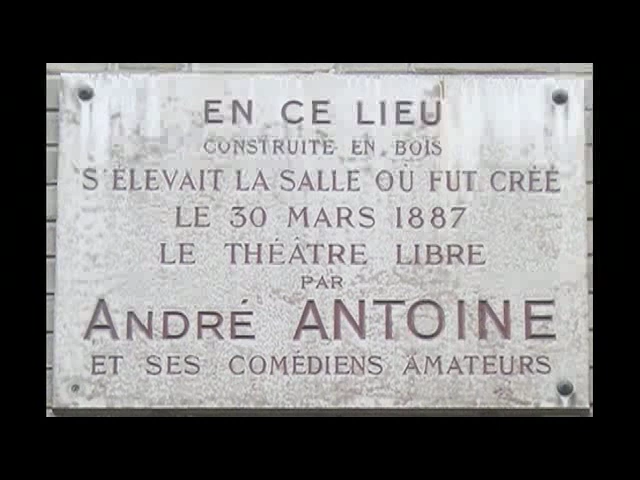 EN CE LIEU
CONSTRUITE EN BOIS
S'ÉLEVAIT LA SALLE OÙ FUT CRÉÉ
LE 30 MARS 1887
LE THÉÂTRE LIBRE
PAR
ANDRÉ ANTOINE
ET SES COMÉDIENS AMATEURS